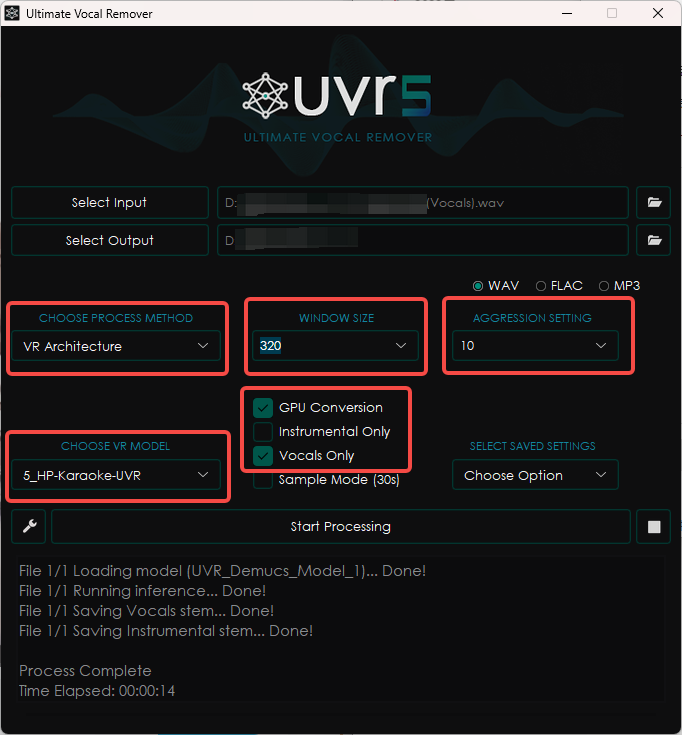 Ultimate Vocal Remover
uvr5
ULTIMATE VOCAL REMOVER
Select Input
D:
(Vocals).wav
Select Output
D
WAV
FLAC
MP3
CHOOSE PROCESS METHOD
WINDOW SIZE
AGGRESSION SETTING
VR Architecture
320
10
GPU Conversion
Instrumental Only
CHOOSE VR MODEL
Vocals Only
SELECT SAVED SETTINGS
5_HP-Karaoke-UVR
Sample Mode (30s)
Choose Option
Start Processing
File 1/1 Loading model (UVR_Demucs_Model_1)... Done!
File 1/1 Running inference... Done!
File 1/1 Saving Vocals stem... Done!
File 1/1 Saving Instrumental stem... Done!
Process Complete
Time Elapsed: 00:00:14